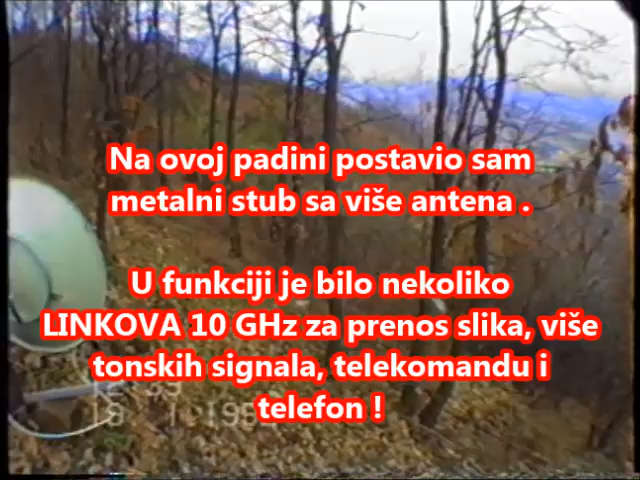 Na ovoj padini postavio sam
metalni stub sa više antena .
U funkciji je bilo nekoliko
LINKOVA 10 GHz za prenos slika, više
tonskih signala, telekomandu i
telefon !